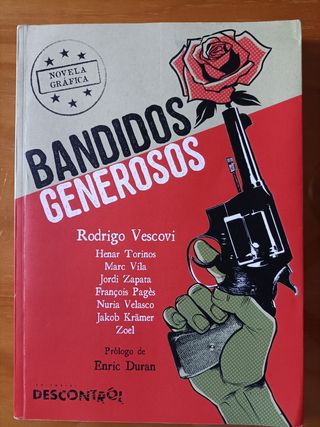 NOVELA
GRÁFICA
BANDIDOS
GENEROSOS
Rodrigo Vescovi
Henar Torinos
Marc Vila
Jordi Zapata
François Pagès
Nuria Velasco
Jakob Krämer
Zoel
Prólogo de
Enric Duran
EDITORIAL
DESCONTROL